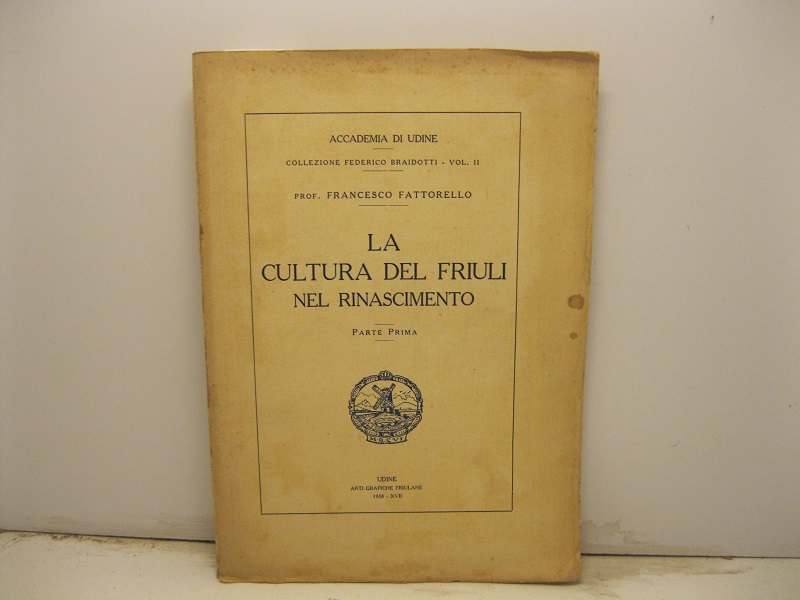 ACCADEMIA DI UDINE
COLLEZIONE FEDERICO BRAIDOTTI - VOL. II
PROF. FRANCESCO FATTORELLO
LA
CULTURA DEL FRIULI
NEL RINASCIMENTO
PARTE PRIMA
UDINE
ARTI GRAFICHE FRIULANE
1938 - XVII